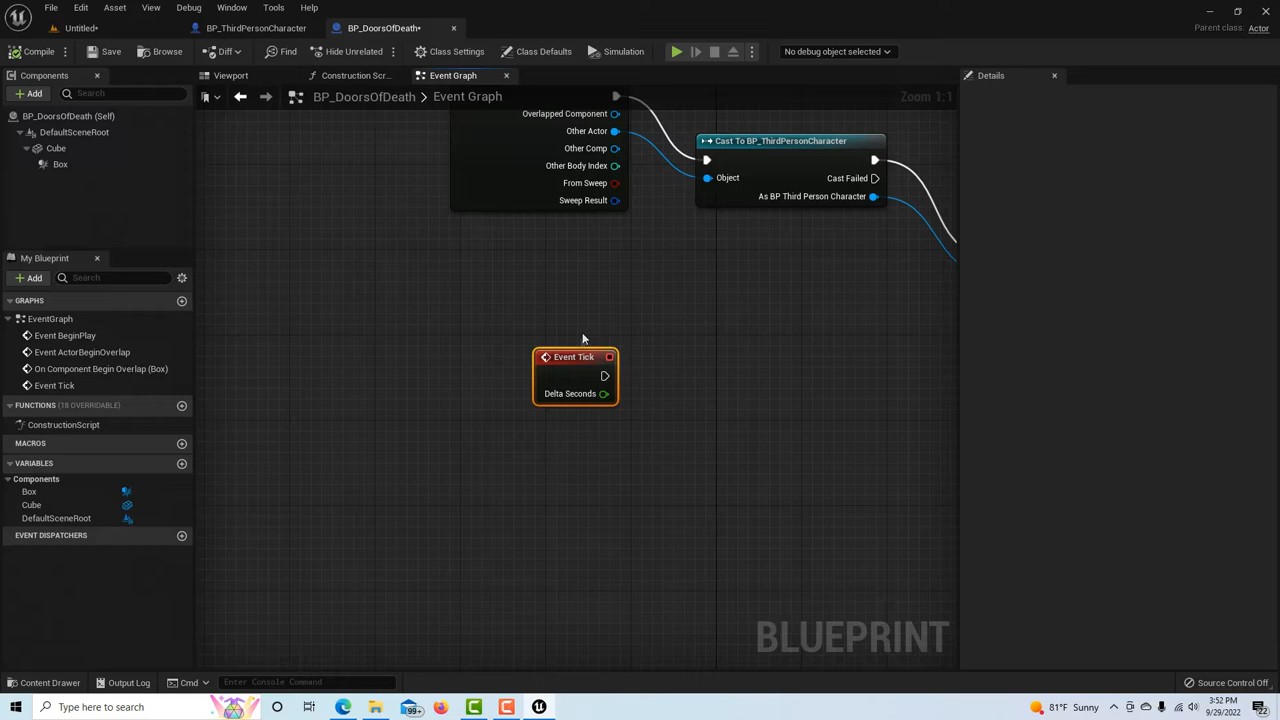 File Edit Asset View Debug Window Tools Help
Parent class: Actor
Untitled•
BP_ThirdPersonCharacter
BP_DoorsOfDeath•
Compile
Save
Browse
Diff
Find
Hide Unrelated
Class Settings
Class Defaults
Simulation
No debug object selected
Components
Add
Search
BP_DoorsOfDeath (Self)
DefaultSceneRoot
Cube
Box
My Blueprint
Add
Search
GRAPHS
EventGraph
Event BeginPlay
Event ActorBeginOverlap
On Component Begin Overlap (Box)
Event Tick
FUNCTIONS (18 OVERRIDABLE)
ConstructionScript
MACROS
VARIABLES
Components
Box
Cube
DefaultSceneRoot
EVENT DISPATCHERS
Viewport
Construction Scr...
Event Graph
BP_DoorsOfDeath > Event Graph
Zoom 1:1
Overlapped Component
Other Actor
Other Comp
Other Body Index
From Sweep
Sweep Result
Cast To BP_ThirdPersonCharacter
Object
Cast Failed
As BP Third Person Character
Event Tick
Delta Seconds
BLUEPRINT
Details
Content Drawer
Output Log
Cmd
Enter Console Command
Source Control Off
Type here to search
99+
81°F Sunny
3:52 PM
9/29/2022
22